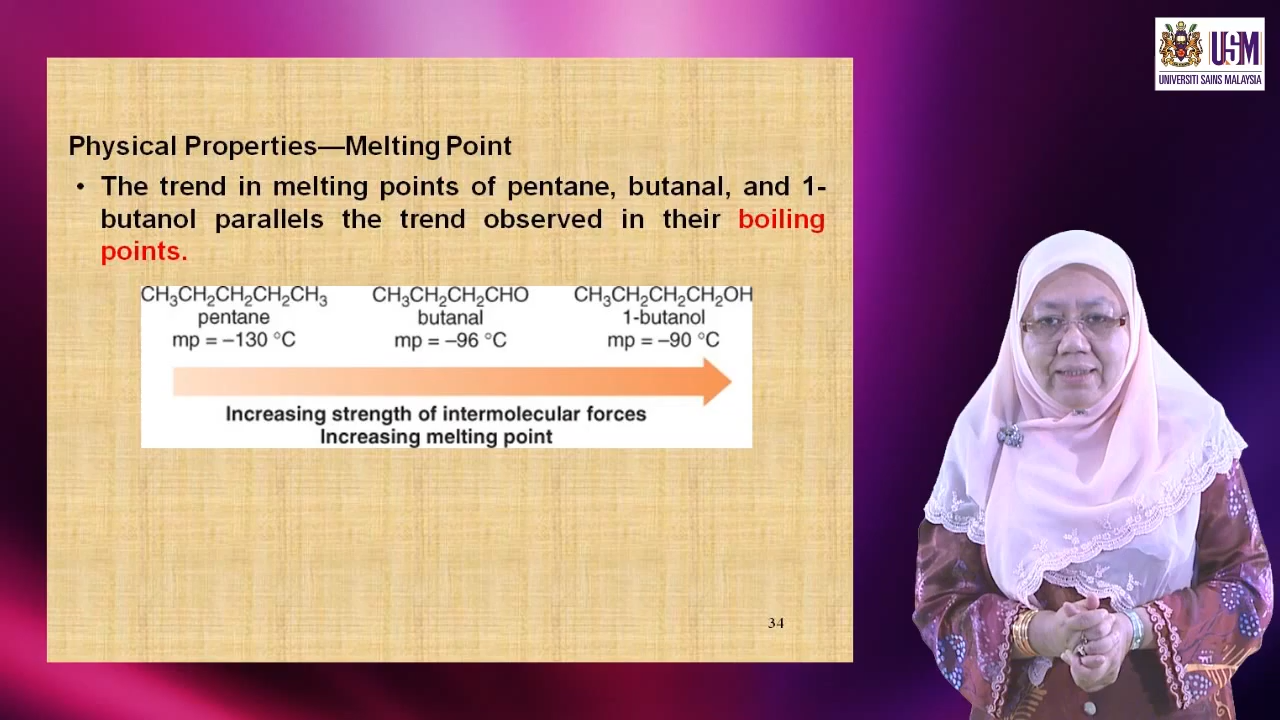 USM
UNIVERSITI SAINS MALAYSIA
Physical Properties—Melting Point
• The trend in melting points of pentane, butanal, and 1-
butanol parallels the trend observed in their boiling
points.
CH₃CH₂CH₂CH₂CH₃ CH₃CH₂CH₂CHO CH₃CH₂CH₂CH₂OH
pentane butanal 1-butanol
mp = –130 °C mp = –96 °C mp = –90 °C
Increasing strength of intermolecular forces
Increasing melting point
34